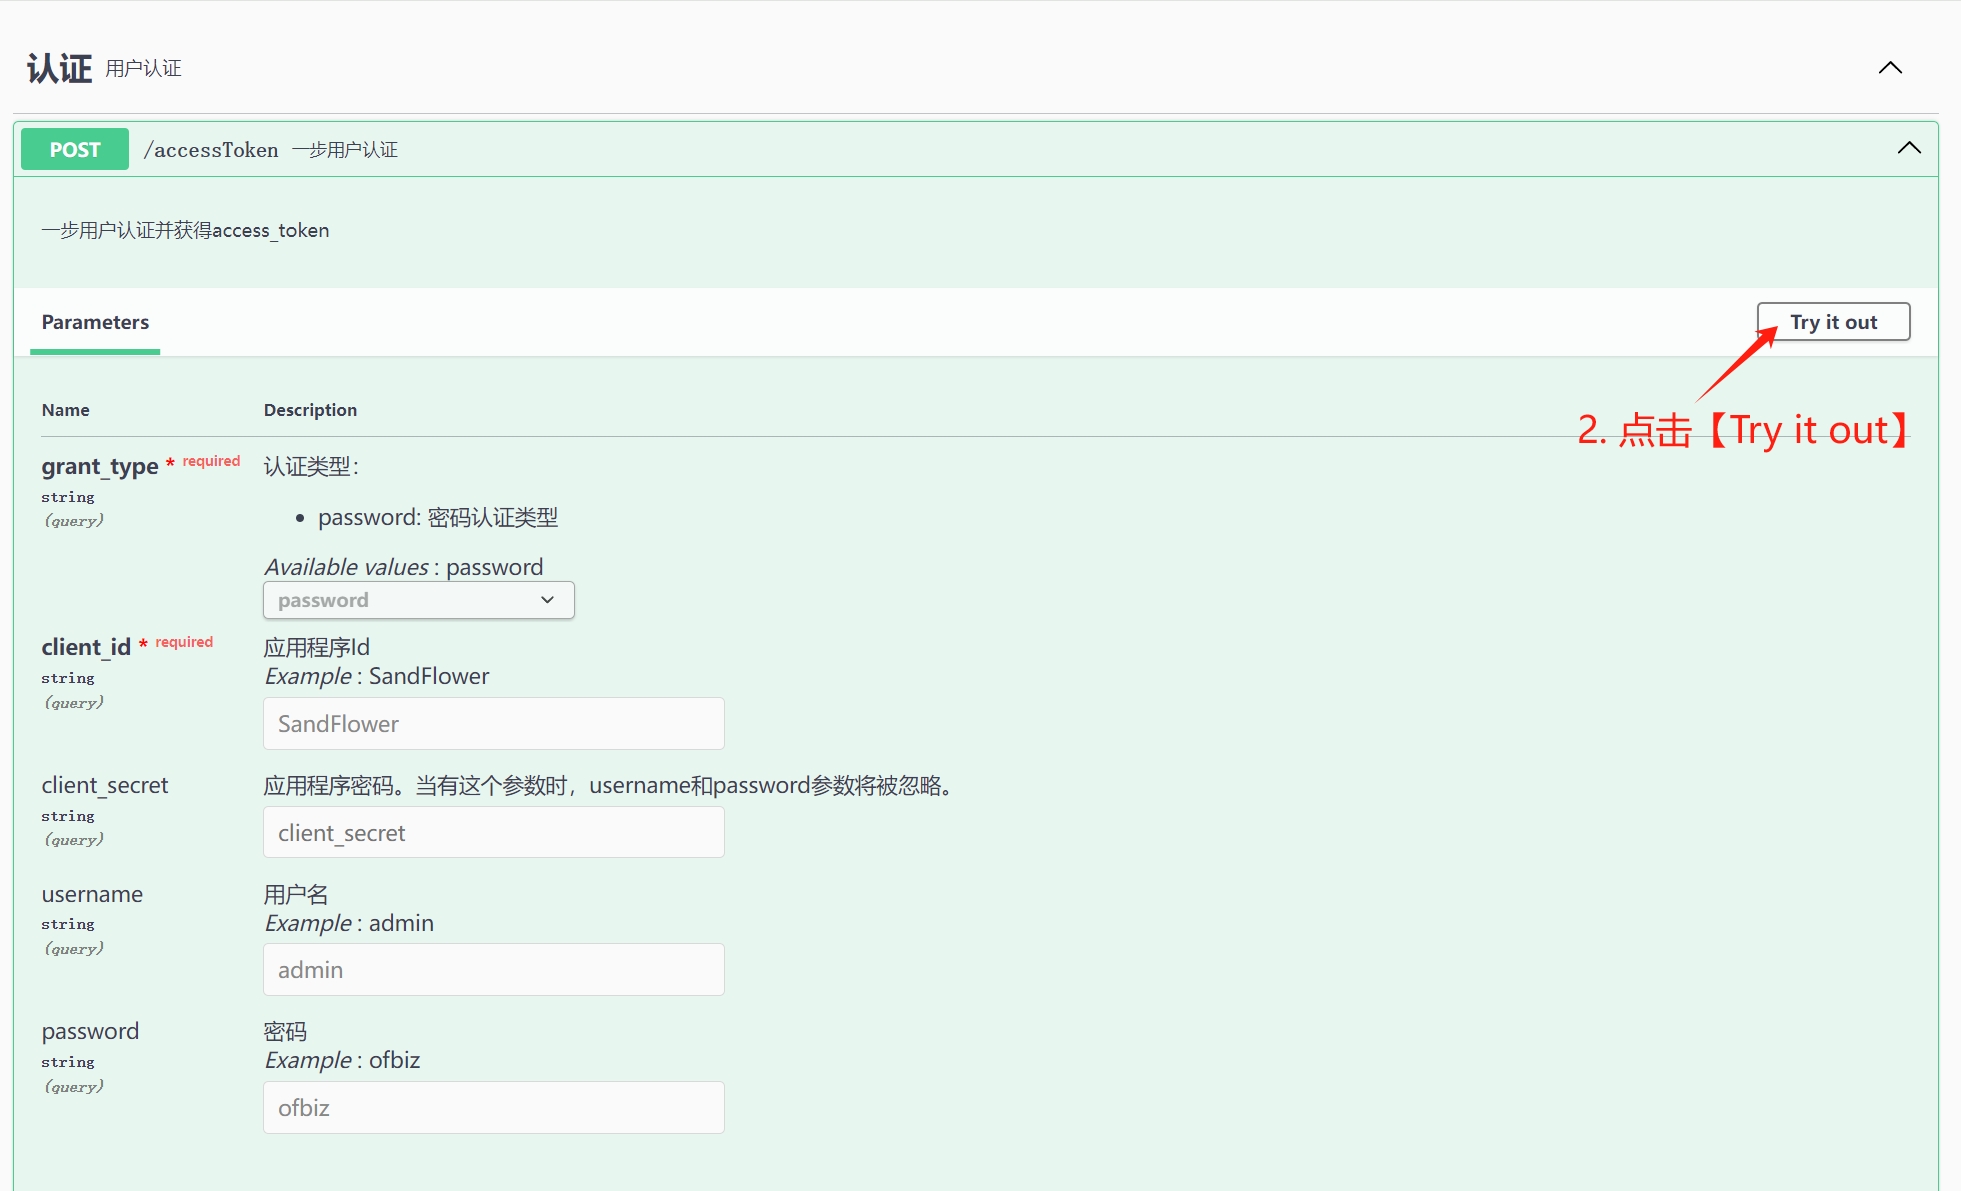 认证 用户认证
POST /accessToken 一步用户认证
一步用户认证并获得access_token
Parameters
Try it out
2. 点击【Try it out】
Name Description
grant_type * required 认证类型：
string
(query)
password: 密码认证类型
Available values : password
password
client_id * required 应用程序Id
string
Example : SandFlower
(query)
SandFlower
client_secret 应用程序密码。当有这个参数时，username和password参数将被忽略。
string
(query)
client_secret
username 用户名
string
Example : admin
(query)
admin
password 密码
string
Example : ofbiz
(query)
ofbiz